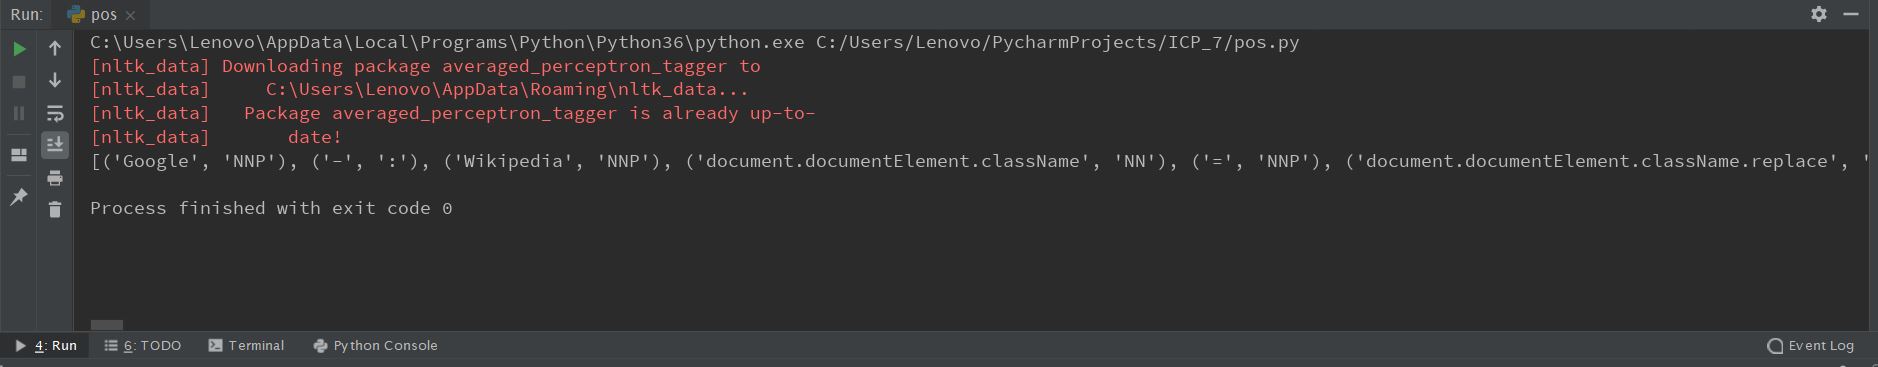 Run: pos
C:\Users\Lenovo\AppData\Local\Programs\Python\Python36\python.exe C:/Users/Lenovo/PycharmProjects/ICP_7/pos.py
[nltk_data] Downloading package averaged_perceptron_tagger to
[nltk_data]     C:\Users\Lenovo\AppData\Roaming\nltk_data...
[nltk_data]   Package averaged_perceptron_tagger is already up-to-
[nltk_data]       date!
[('Google', 'NNP'), ('-', ':'), ('Wikipedia', 'NNP'), ('document.documentElement.className', 'NN'), ('=', 'NNP'), ('document.documentElement.className.replace', '
Process finished with exit code 0
4: Run 6: TODO Terminal Python Console Event Log